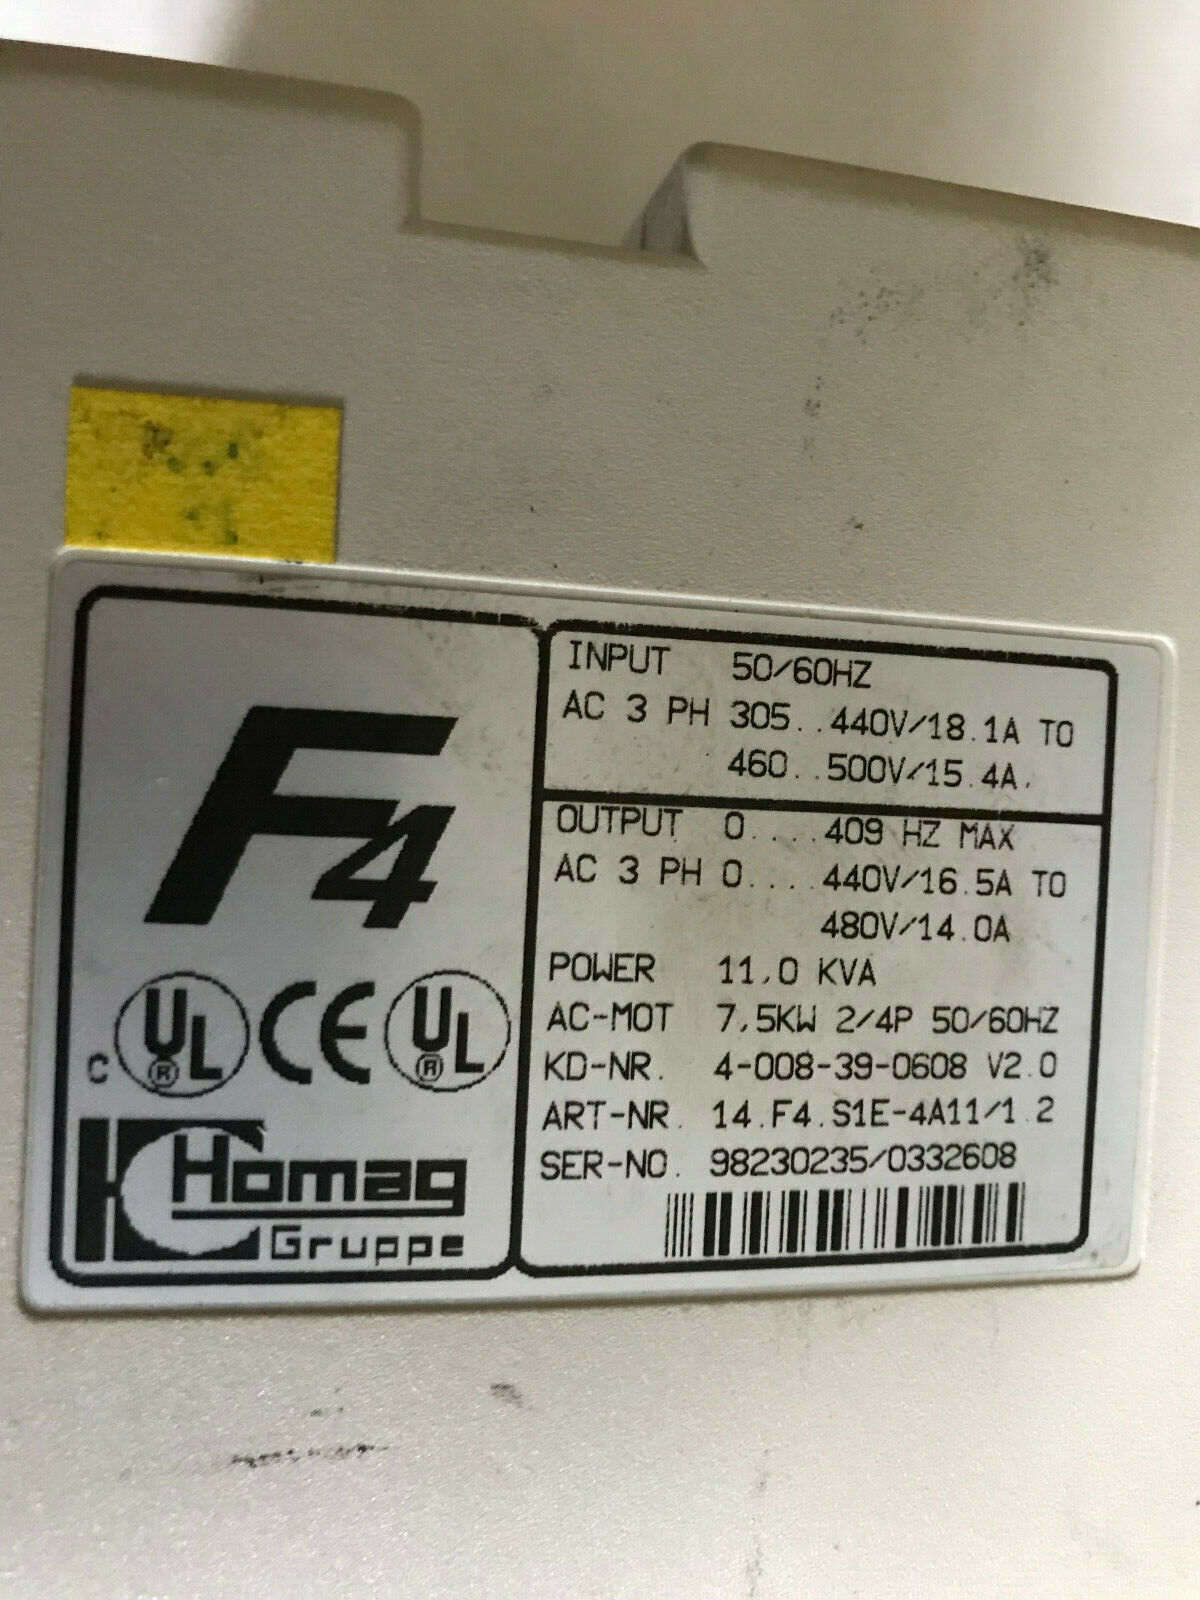 F4
C UL ® CE UL ®
Homag
Gruppe
INPUT 50/60HZ
AC 3 PH 305..440V/18.1A TO
460..500V/15.4A.
OUTPUT 0....409 HZ MAX
AC 3 PH 0....440V/16.5A TO
480V/14.0A
POWER 11,0 KVA
AC-MOT 7,5KW 2/4P 50/60HZ
KD-NR. 4-008-39-0608 V2.0
ART-NR. 14.F4.S1E-4A11/1.2
SER-NO. 98230235/0332608